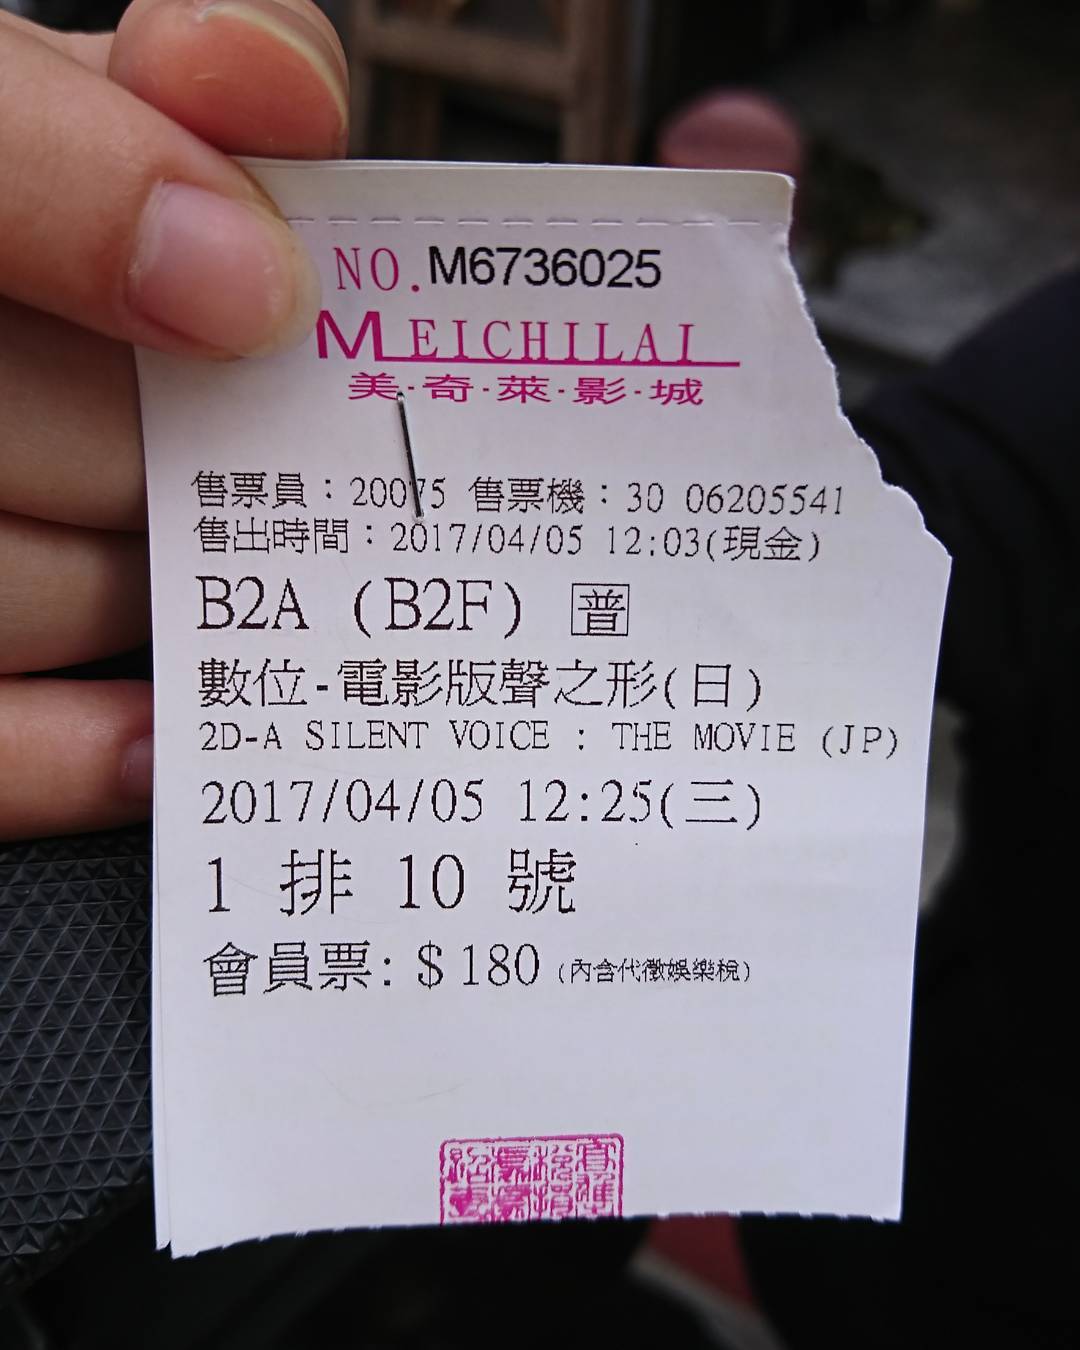 NO.M6736025
MEICHILAI
美·奇·萊·影·城
售票員：20075 售票機：30 06205541
售出時間：2017/04/05 12:03(現金)
B2A (B2F) 普
數位-電影版聲之形(日)
2D-A SILENT VOICE : THE MOVIE (JP)
2017/04/05 12:25(三)
1 排 10 號
會員票: $180 (內含代徵娛樂稅)